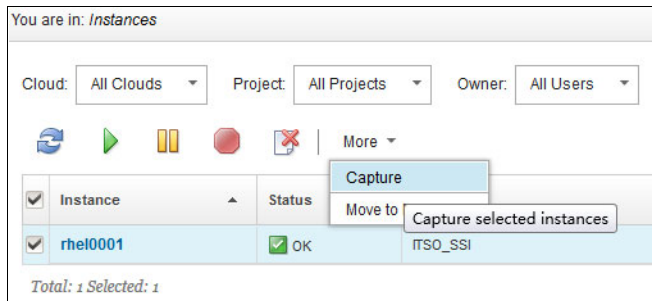 You are in: Instances
Cloud: All Clouds Project: All Projects Owner: All Users
More
Capture
Instance Status Move to
Capture selected instances
rhel0001 OK ITSO_SSI
Total: 1 Selected: 1